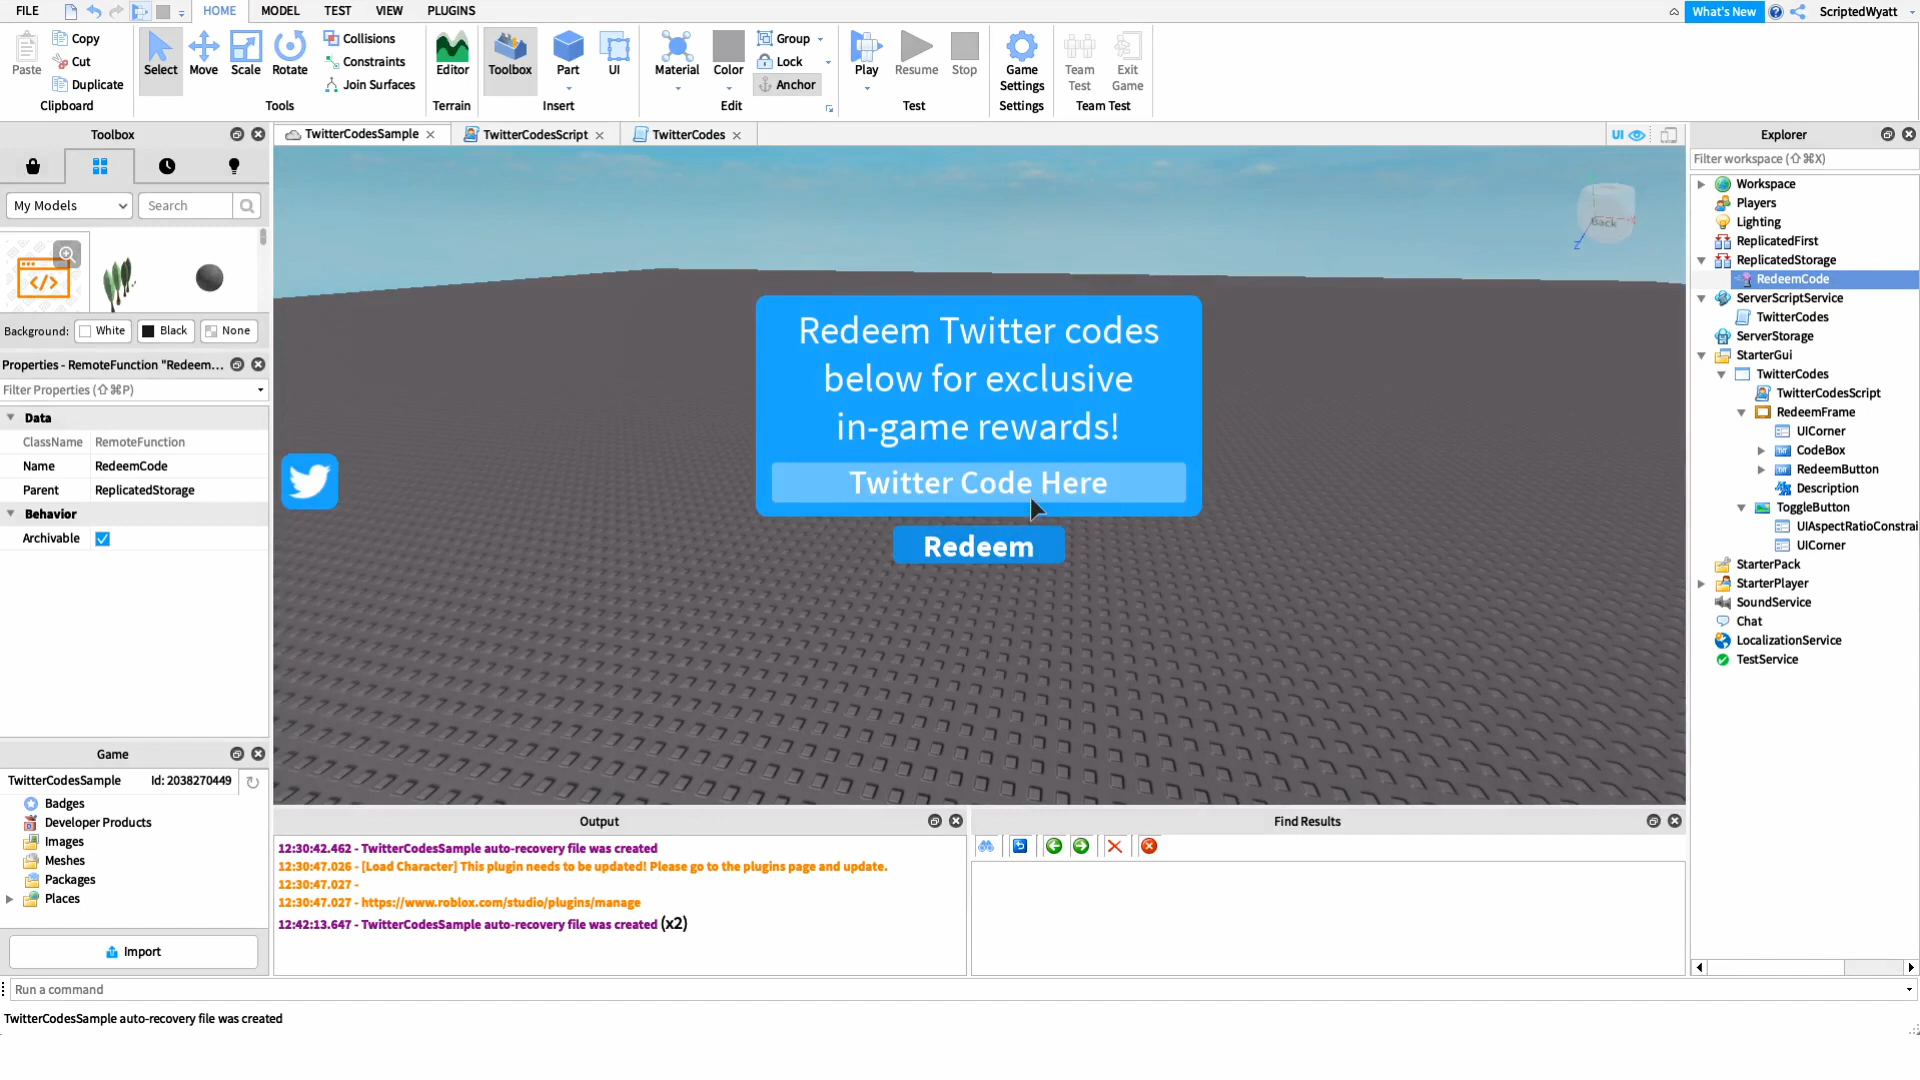 FILE HOME MODEL TEST VIEW PLUGINS What's New ScriptedWyatt
Paste Copy Cut Duplicate Clipboard
Select Move Scale Rotate Collisions Constraints Join Surfaces Tools
Editor Terrain
Toolbox Part UI Insert
Material Color Group Lock Anchor Edit
Play Resume Stop Test
Game Settings Settings
Team Test Exit Game Team Test
Toolbox
My Models Search
Background: White Black None
Properties - RemoteFunction "Redeem...
Filter Properties (⇧⌘P)
Data
ClassName RemoteFunction
Name RedeemCode
Parent ReplicatedStorage
Behavior
Archivable
Game
TwitterCodesSample Id: 2038270449
Badges
Developer Products
Images
Meshes
Packages
Places
Import
TwitterCodesSample TwitterCodesScript TwitterCodes UI
Back
Z
Redeem Twitter codes
below for exclusive
in-game rewards!
Twitter Code Here
Redeem
Output
12:30:42.462 - TwitterCodesSample auto-recovery file was created
12:30:47.026 - [Load Character] This plugin needs to be updated! Please go to the plugins page and update.
12:30:47.027 -
12:30:47.027 - https://www.roblox.com/studio/plugins/manage
12:42:13.647 - TwitterCodesSample auto-recovery file was created (x2)
Find Results
Explorer
Filter workspace (⇧⌘X)
Workspace
Players
Lighting
ReplicatedFirst
ReplicatedStorage
RedeemCode
ServerScriptService
TwitterCodes
ServerStorage
StarterGui
TwitterCodes
TwitterCodesScript
RedeemFrame
UICorner
CodeBox
RedeemButton
Description
ToggleButton
UIAspectRatioConstrai
UICorner
StarterPack
StarterPlayer
SoundService
Chat
LocalizationService
TestService
Run a command
TwitterCodesSample auto-recovery file was created